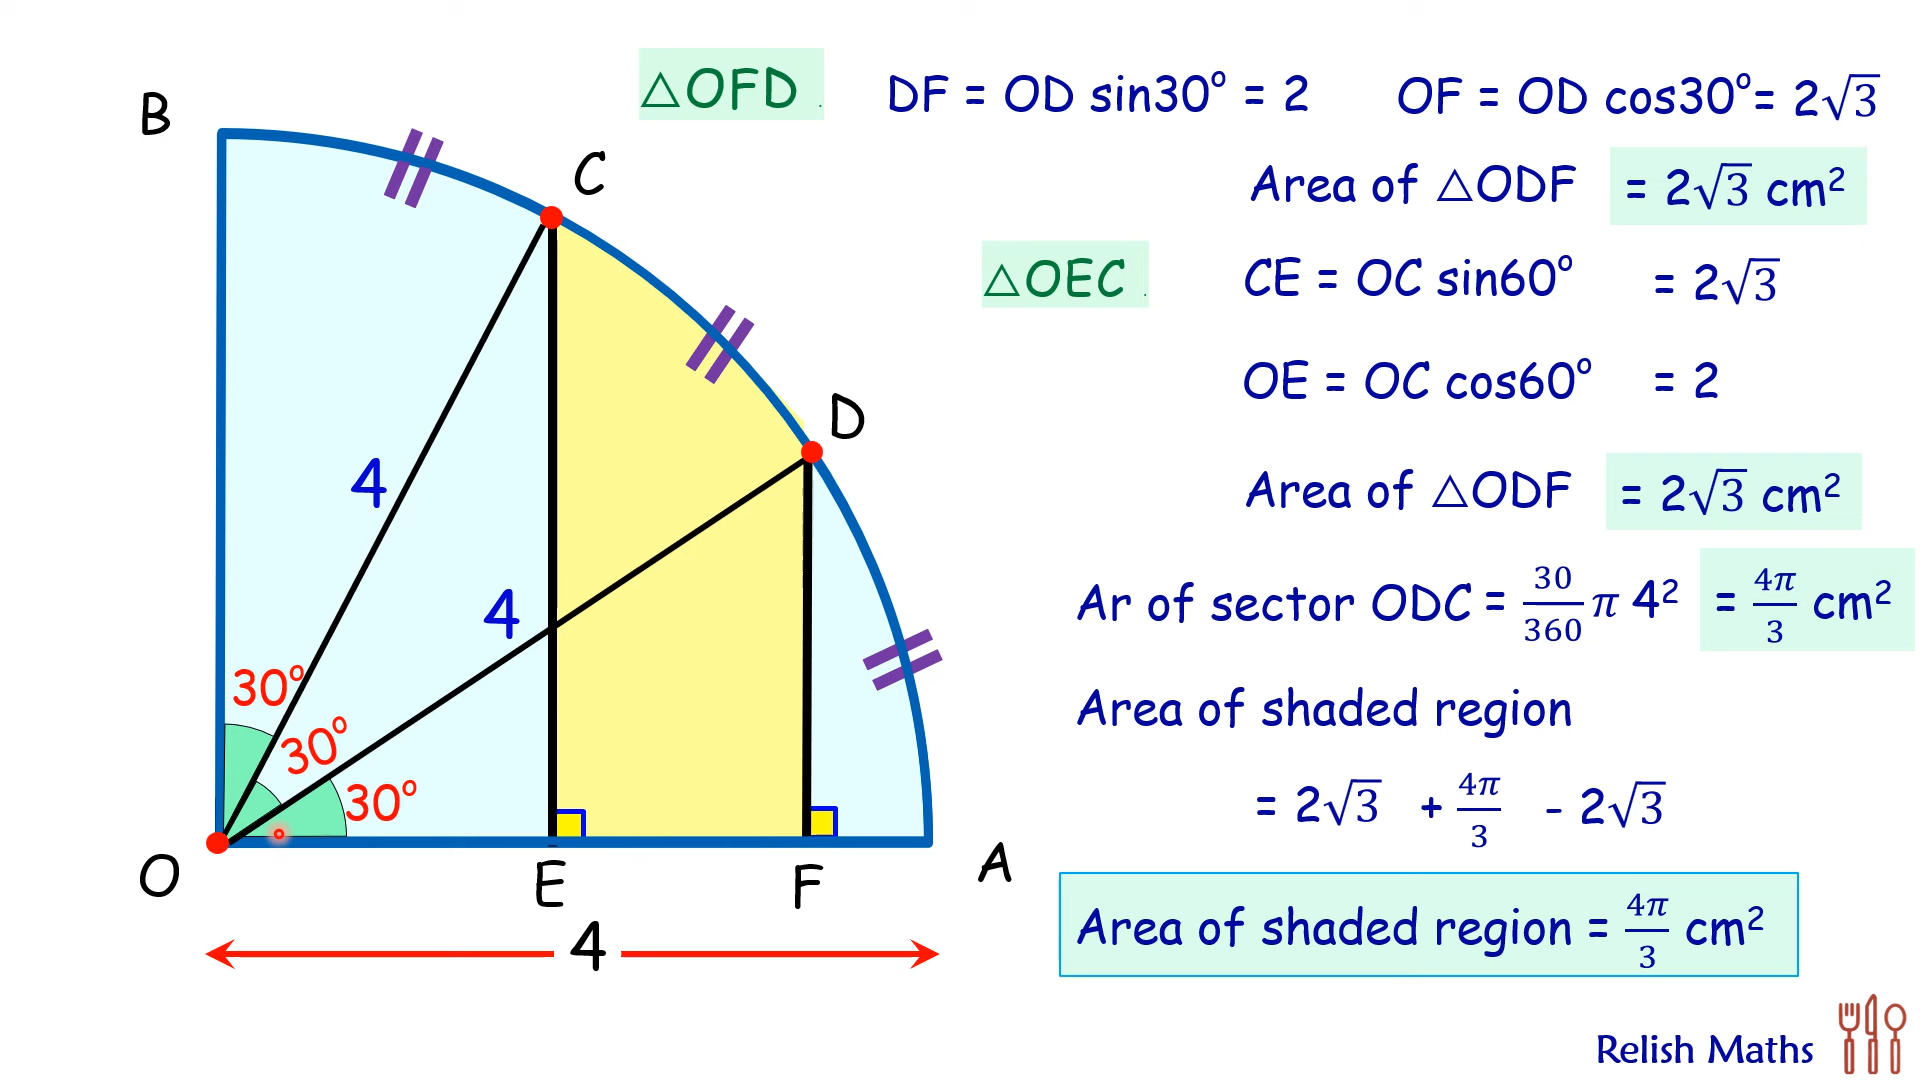 △OFD .
DF = OD sin30° = 2
OF = OD cos30°= 2√3
Area of △ODF = 2√3 cm²
△OEC .
CE = OC sin60° = 2√3
OE = OC cos60° = 2
Area of △ODF = 2√3 cm²
Ar of sector ODC = 30/360 π 4² = 4π/3 cm²
Area of shaded region
= 2√3 + 4π/3 - 2√3
Area of shaded region = 4π/3 cm²
Relish Maths
B
C
D
4
4
30°
30°
30°
O
E
F
A
4